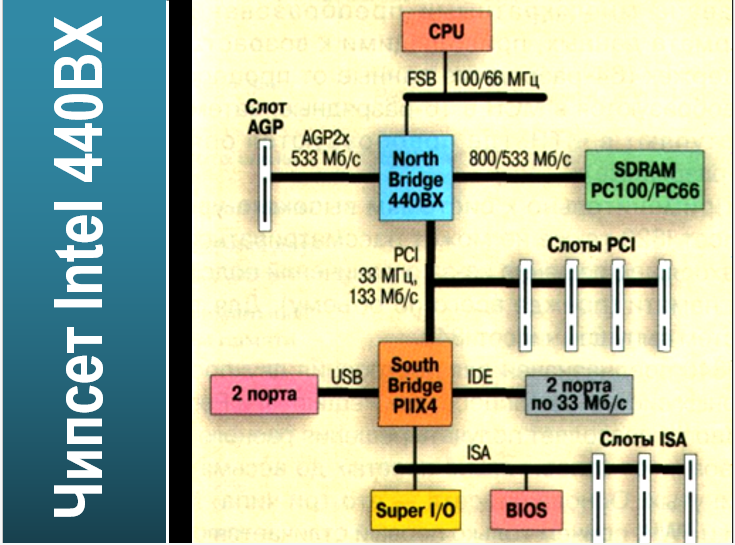 Чипсет Intel 440BX
CPU
FSB 100/66 МГц
Слот
AGP
AGP2x
533 Мб/с
North
Bridge
440BX
800/533 Мб/с
SDRAM
PC100/PC66
PCI
33 МГц,
133 Мб/с
Слоты PCI
South
Bridge
PIIX4
USB
2 порта
IDE
2 порта
по 33 Мб/с
ISA
Слоты ISA
Super I/O
BIOS